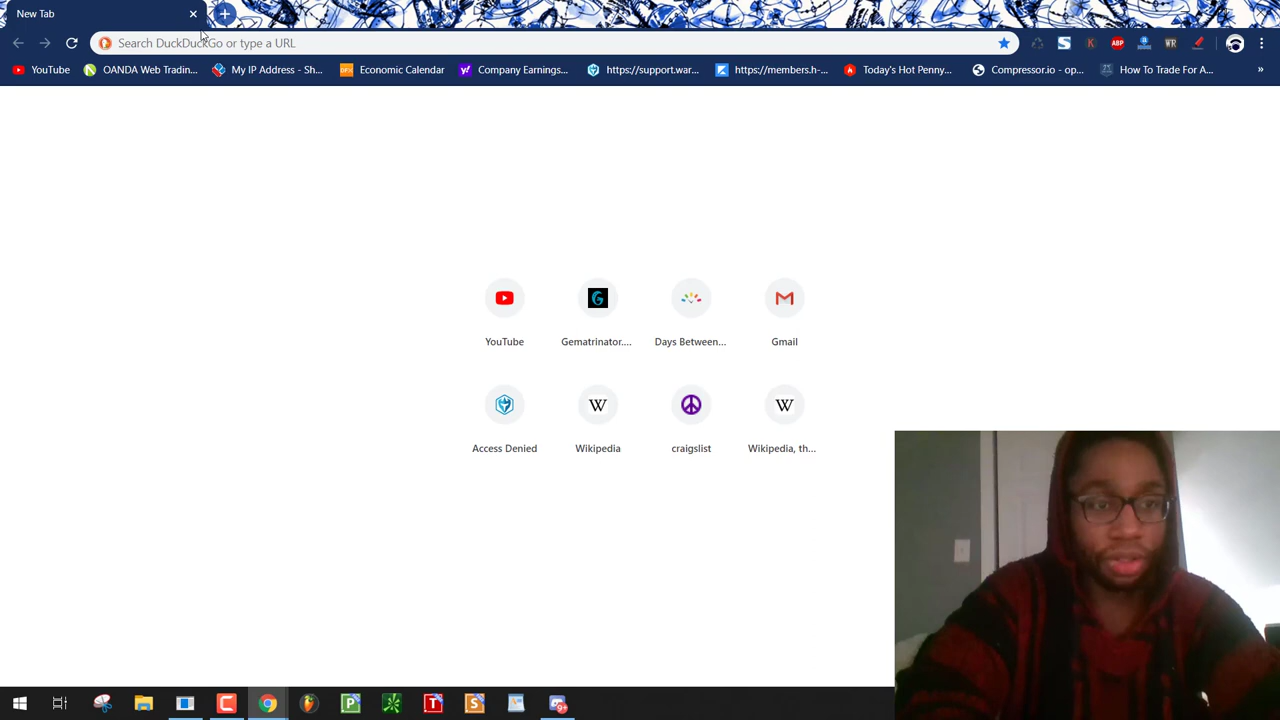 New Tab
Search DuckDuckGo or type a URL
ABP
WR
YouTube
OANDA Web Tradin...
My IP Address - Sh...
Economic Calendar
Company Earnings...
https://support.war...
https://members.h-...
Today's Hot Penny...
Compressor.io - op...
How To Trade For A...
YouTube
Gematrinator....
Days Between...
Gmail
Access Denied
Wikipedia
craigslist
Wikipedia, th...